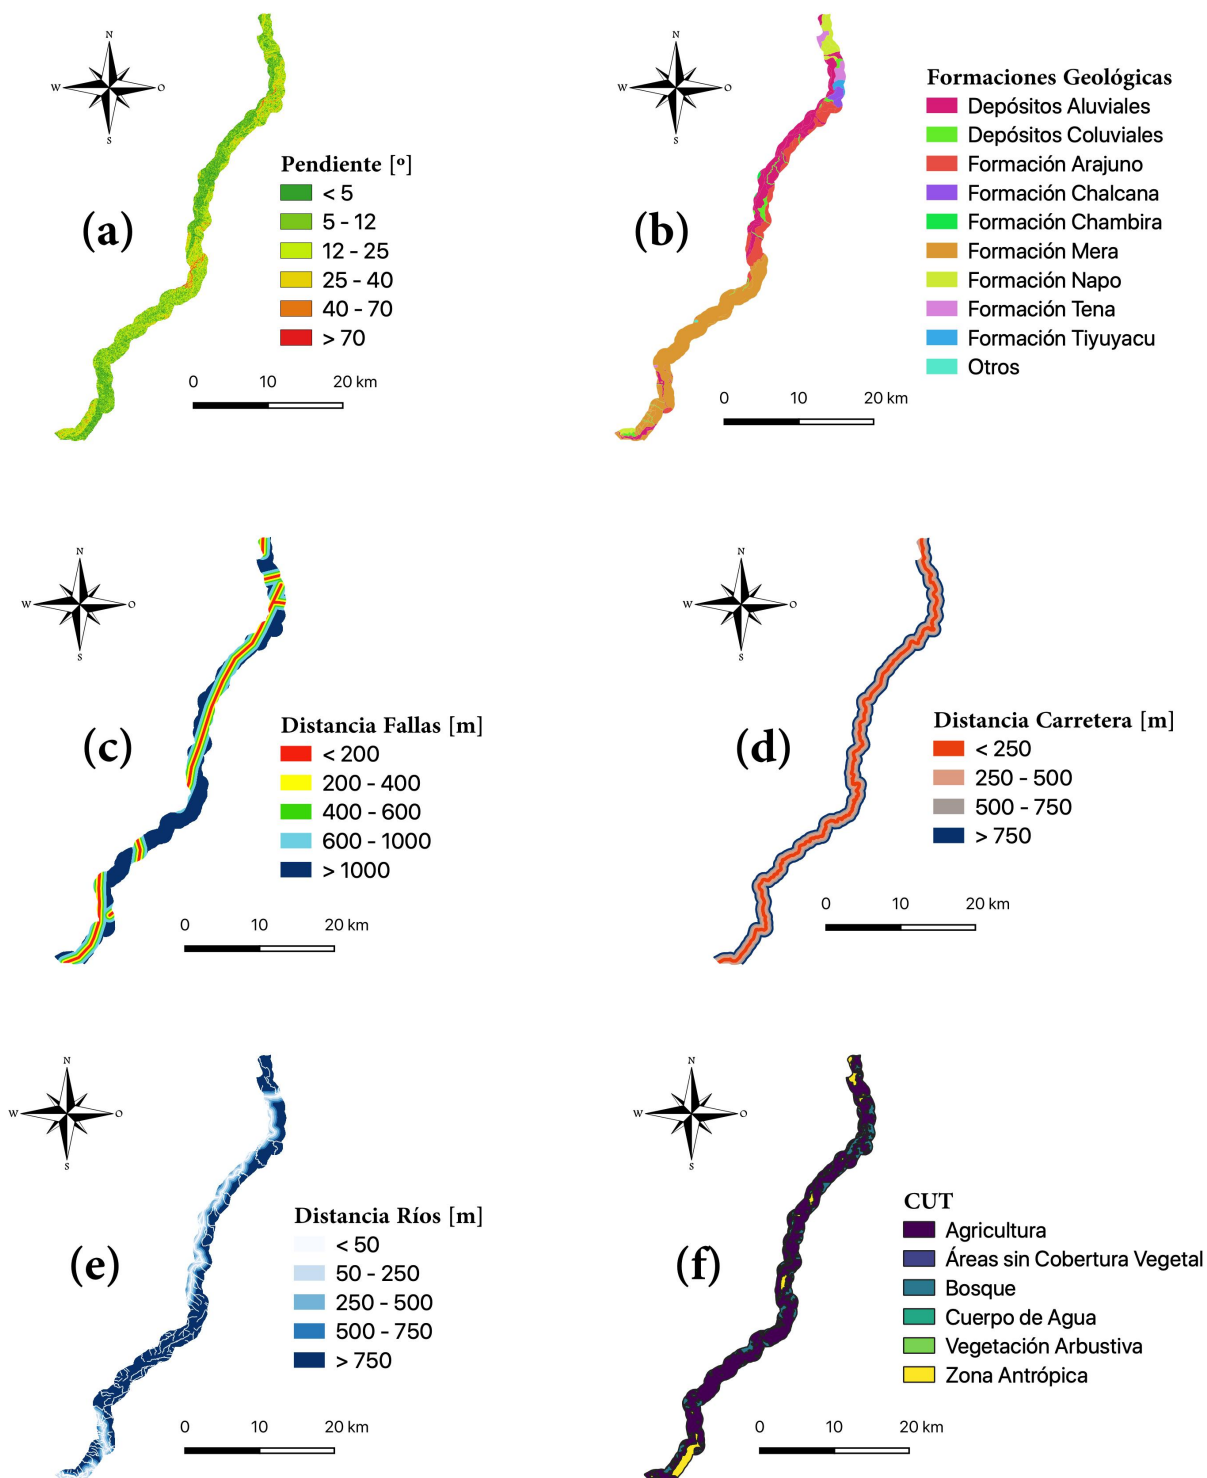 N
W
O
S
(a)
Pendiente [º]
< 5
5 - 12
12 - 25
25 - 40
40 - 70
> 70
0 10 20 km
N
W
O
S
(b)
Formaciones Geológicas
Depósitos Aluviales
Depósitos Coluviales
Formación Arajuno
Formación Chalcana
Formación Chambira
Formación Mera
Formación Napo
Formación Tena
Formación Tiyuyacu
Otros
0 10 20 km
N
W
O
S
(c)
Distancia Fallas [m]
< 200
200 - 400
400 - 600
600 - 1000
> 1000
0 10 20 km
N
W
O
S
(d)
Distancia Carretera [m]
< 250
250 - 500
500 - 750
> 750
0 10 20 km
N
W
O
S
(e)
Distancia Ríos [m]
< 50
50 - 250
250 - 500
500 - 750
> 750
0 10 20 km
N
W
O
S
(f)
CUT
Agricultura
Áreas sin Cobertura Vegetal
Bosque
Cuerpo de Agua
Vegetación Arbustiva
Zona Antrópica
0 10 20 km